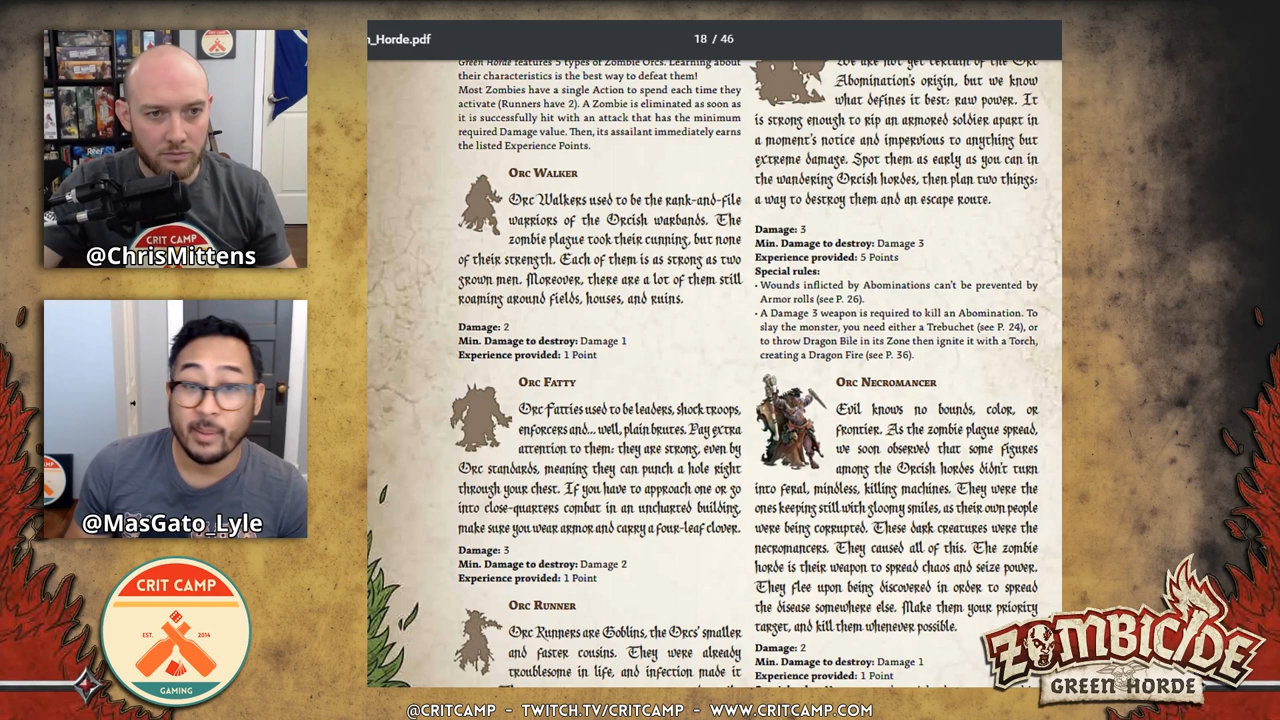 n_Horde.pdf
18 / 46
Green Horde features 5 types of Zombie Orcs. Learning about
their characteristics is the best way to defeat them!
Most Zombies have a single Action to spend each time they
activate (Runners have 2). A Zombie is eliminated as soon as
it is successfully hit with an attack that has the minimum
required Damage value. Then, its assailant immediately earns
the listed Experience Points.
Orc Walker
Orc Walkers used to be the rank-and-file
warriors of the Orcish warbands. The
zombie plague took their cunning, but none
of their strength. Each of them is as strong as two
grown men. Moreover, there are a lot of them still
roaming around fields, houses, and ruins.
Damage: 2
Min. Damage to destroy: Damage 1
Experience provided: 1 Point
Orc Fatty
Orc Fatties used to be leaders, shock troops,
enforcers and... well, plain brutes. Pay extra
attention to them: they are strong, even by
Orc standards, meaning they can punch a hole right
through your chest. If you have to approach one or go
into close-quarters combat in an uncharted building,
make sure you wear armor and carry a four-leaf clover.
Damage: 3
Min. Damage to destroy: Damage 2
Experience provided: 1 Point
Orc Runner
Orc Runners are Goblins, the Orcs' smaller
and faster cousins. They were already
troublesome in life, and infection made it
We are not yet certain of the Orc
Abomination's origin, but we know
what defines it best: raw power. It
is strong enough to rip an armored soldier apart in
a moment's notice and impervious to anything but
extreme damage. Spot them as early as you can in
the wandering Orcish hordes, then plan two things:
a way to destroy them and an escape route.
Damage: 3
Min. Damage to destroy: Damage 3
Experience provided: 5 Points
Special rules:
· Wounds inflicted by Abominations can't be prevented by
Armor rolls (see P. 26).
· A Damage 3 weapon is required to kill an Abomination. To
slay the monster, you need either a Trebuchet (see P. 24), or
to throw Dragon Bile in its Zone then ignite it with a Torch,
creating a Dragon Fire (see P. 36).
Orc Necromancer
Evil knows no bounds, color, or
frontier. As the zombie plague spread,
we soon observed that some figures
among the Orcish hordes didn't turn
into feral, mindless, killing machines. They were the
ones keeping still with gloomy smiles, as their own people
were being corrupted. These dark creatures were the
necromancers. They caused all of this. The zombie
horde is their weapon to spread chaos and seize power.
They flee upon being discovered in order to spread
the disease somewhere else. Make them your priority
target, and kill them whenever possible.
Damage: 2
Min. Damage to destroy: Damage 1
Experience provided: 1 Point
CRIT CAMP
@ChrisMittens
@MasGato_Lyle
CRIT CAMP
EST. 2014
GAMING
ZOMBICIDE
GREEN HORDE
@CRITCAMP - TWITCH.TV/CRITCAMP - WWW.CRITCAMP.COM